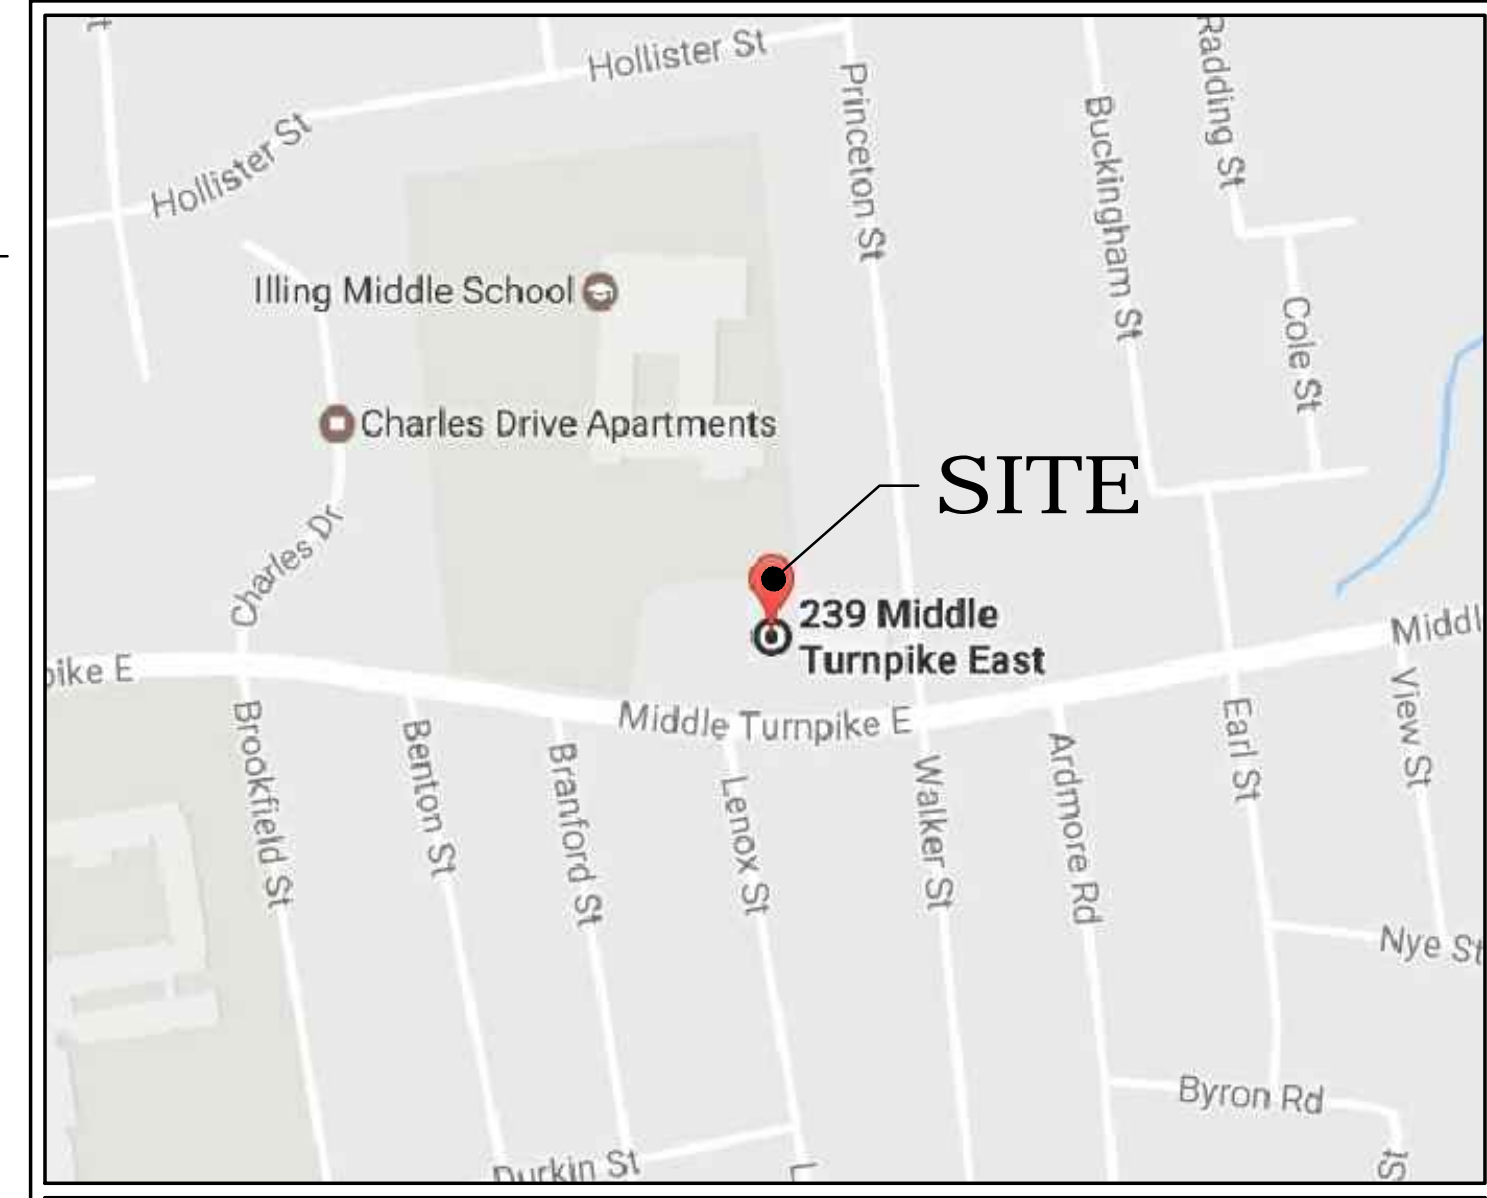 Hollister St
Radding St
Princeton St
Buckingham St
Hollister St
Illing Middle School
Cole St
Charles Drive Apartments
SITE
Charles Dr
239 Middle
Turnpike East
Middl
pike E
Middle Turnpike E
Brookfield St
Benton St
Branford St
Lenox St
Walker St
Ardmore Rd
Earl St
View St
Nye St
Byron Rd
Durkin St
L
St